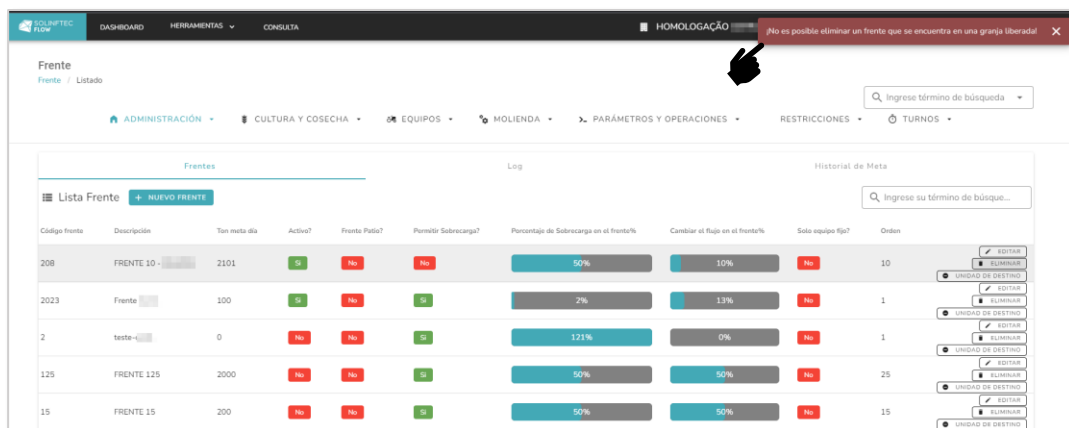 SOLINFTEC FLOW DASHBOARD HERRAMIENTAS CONSULTA HOMOLOGAÇÃO ¡No es posible eliminar un frente que se encuentra en una granja liberada! X
Frente
Frente / Listado
Ingrese término de búsqueda
ADMINISTRACIÓN CULTURA Y COSECHA EQUIPOS MOLIENDA PARÁMETROS Y OPERACIONES RESTRICCIONES TURNOS
Frentes Log Historial de Meta
Lista Frente + NUEVO FRENTE Ingrese su término de búsque...
Código frente Descripción Ton meta día Activo? Frente Patio? Permitir Sobrecarga? Porcentaje de Sobrecarga en el frente% Cambiar el flujo en el frente% Solo equipo fijo? Orden
208 FRENTE 10 - 2101 Si No No 50% 10% No 10 EDITAR
ELIMINAR
UNIDAD DE DESTINO
2023 Frente 100 Si No Si 2% 13% No 1 EDITAR
ELIMINAR
UNIDAD DE DESTINO
2 teste- 0 No No Si 121% 0% No 1 EDITAR
ELIMINAR
UNIDAD DE DESTINO
125 FRENTE 125 2000 No No Si 50% 50% No 25 EDITAR
ELIMINAR
UNIDAD DE DESTINO
15 FRENTE 15 200 No No Si 50% 50% No 15 EDITAR
ELIMINAR
UNIDAD DE DESTINO